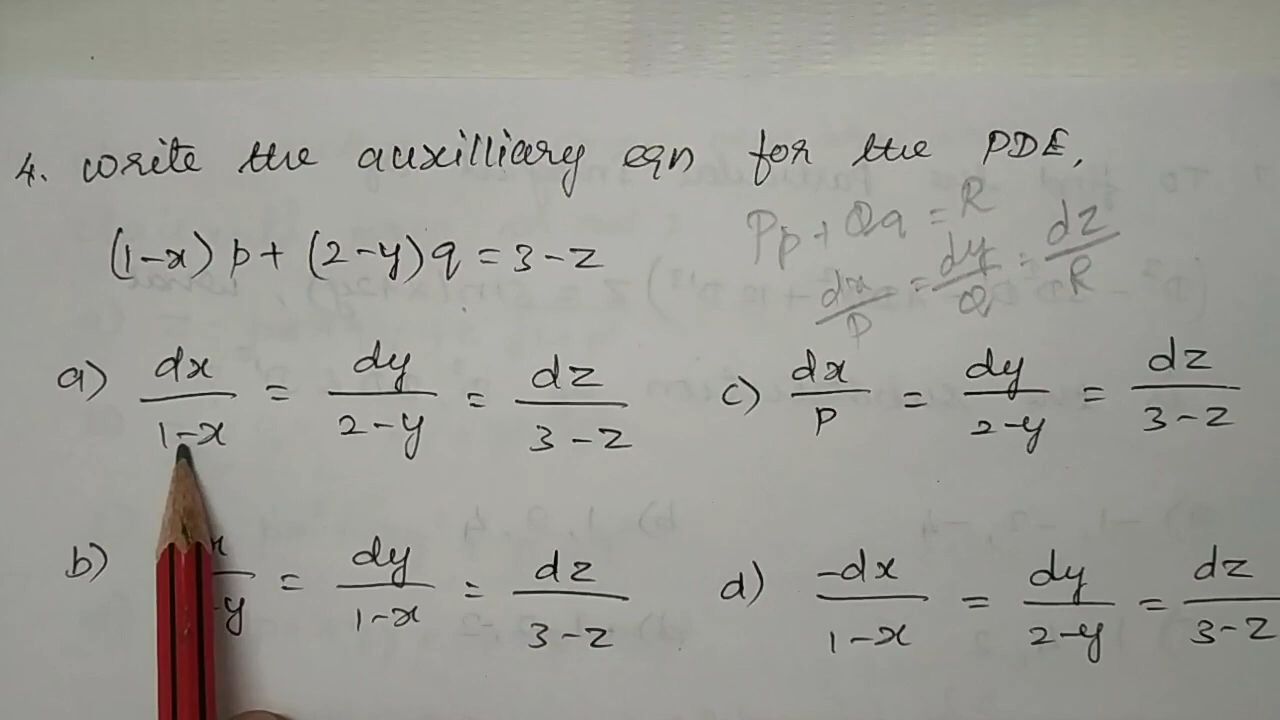 4. Write the auxilliary eqn for the PDE,
(1-x) p + (2-y) q = 3-z
Pp + Qq = R
dx/P = dy/Q = dz/R
a) dx/1-x = dy/2-y = dz/3-z
c) dx/p = dy/2-y = dz/3-z
b) = dy/1-x = dz/3-z
d) -dx/1-x = dy/2-y = dz/3-z